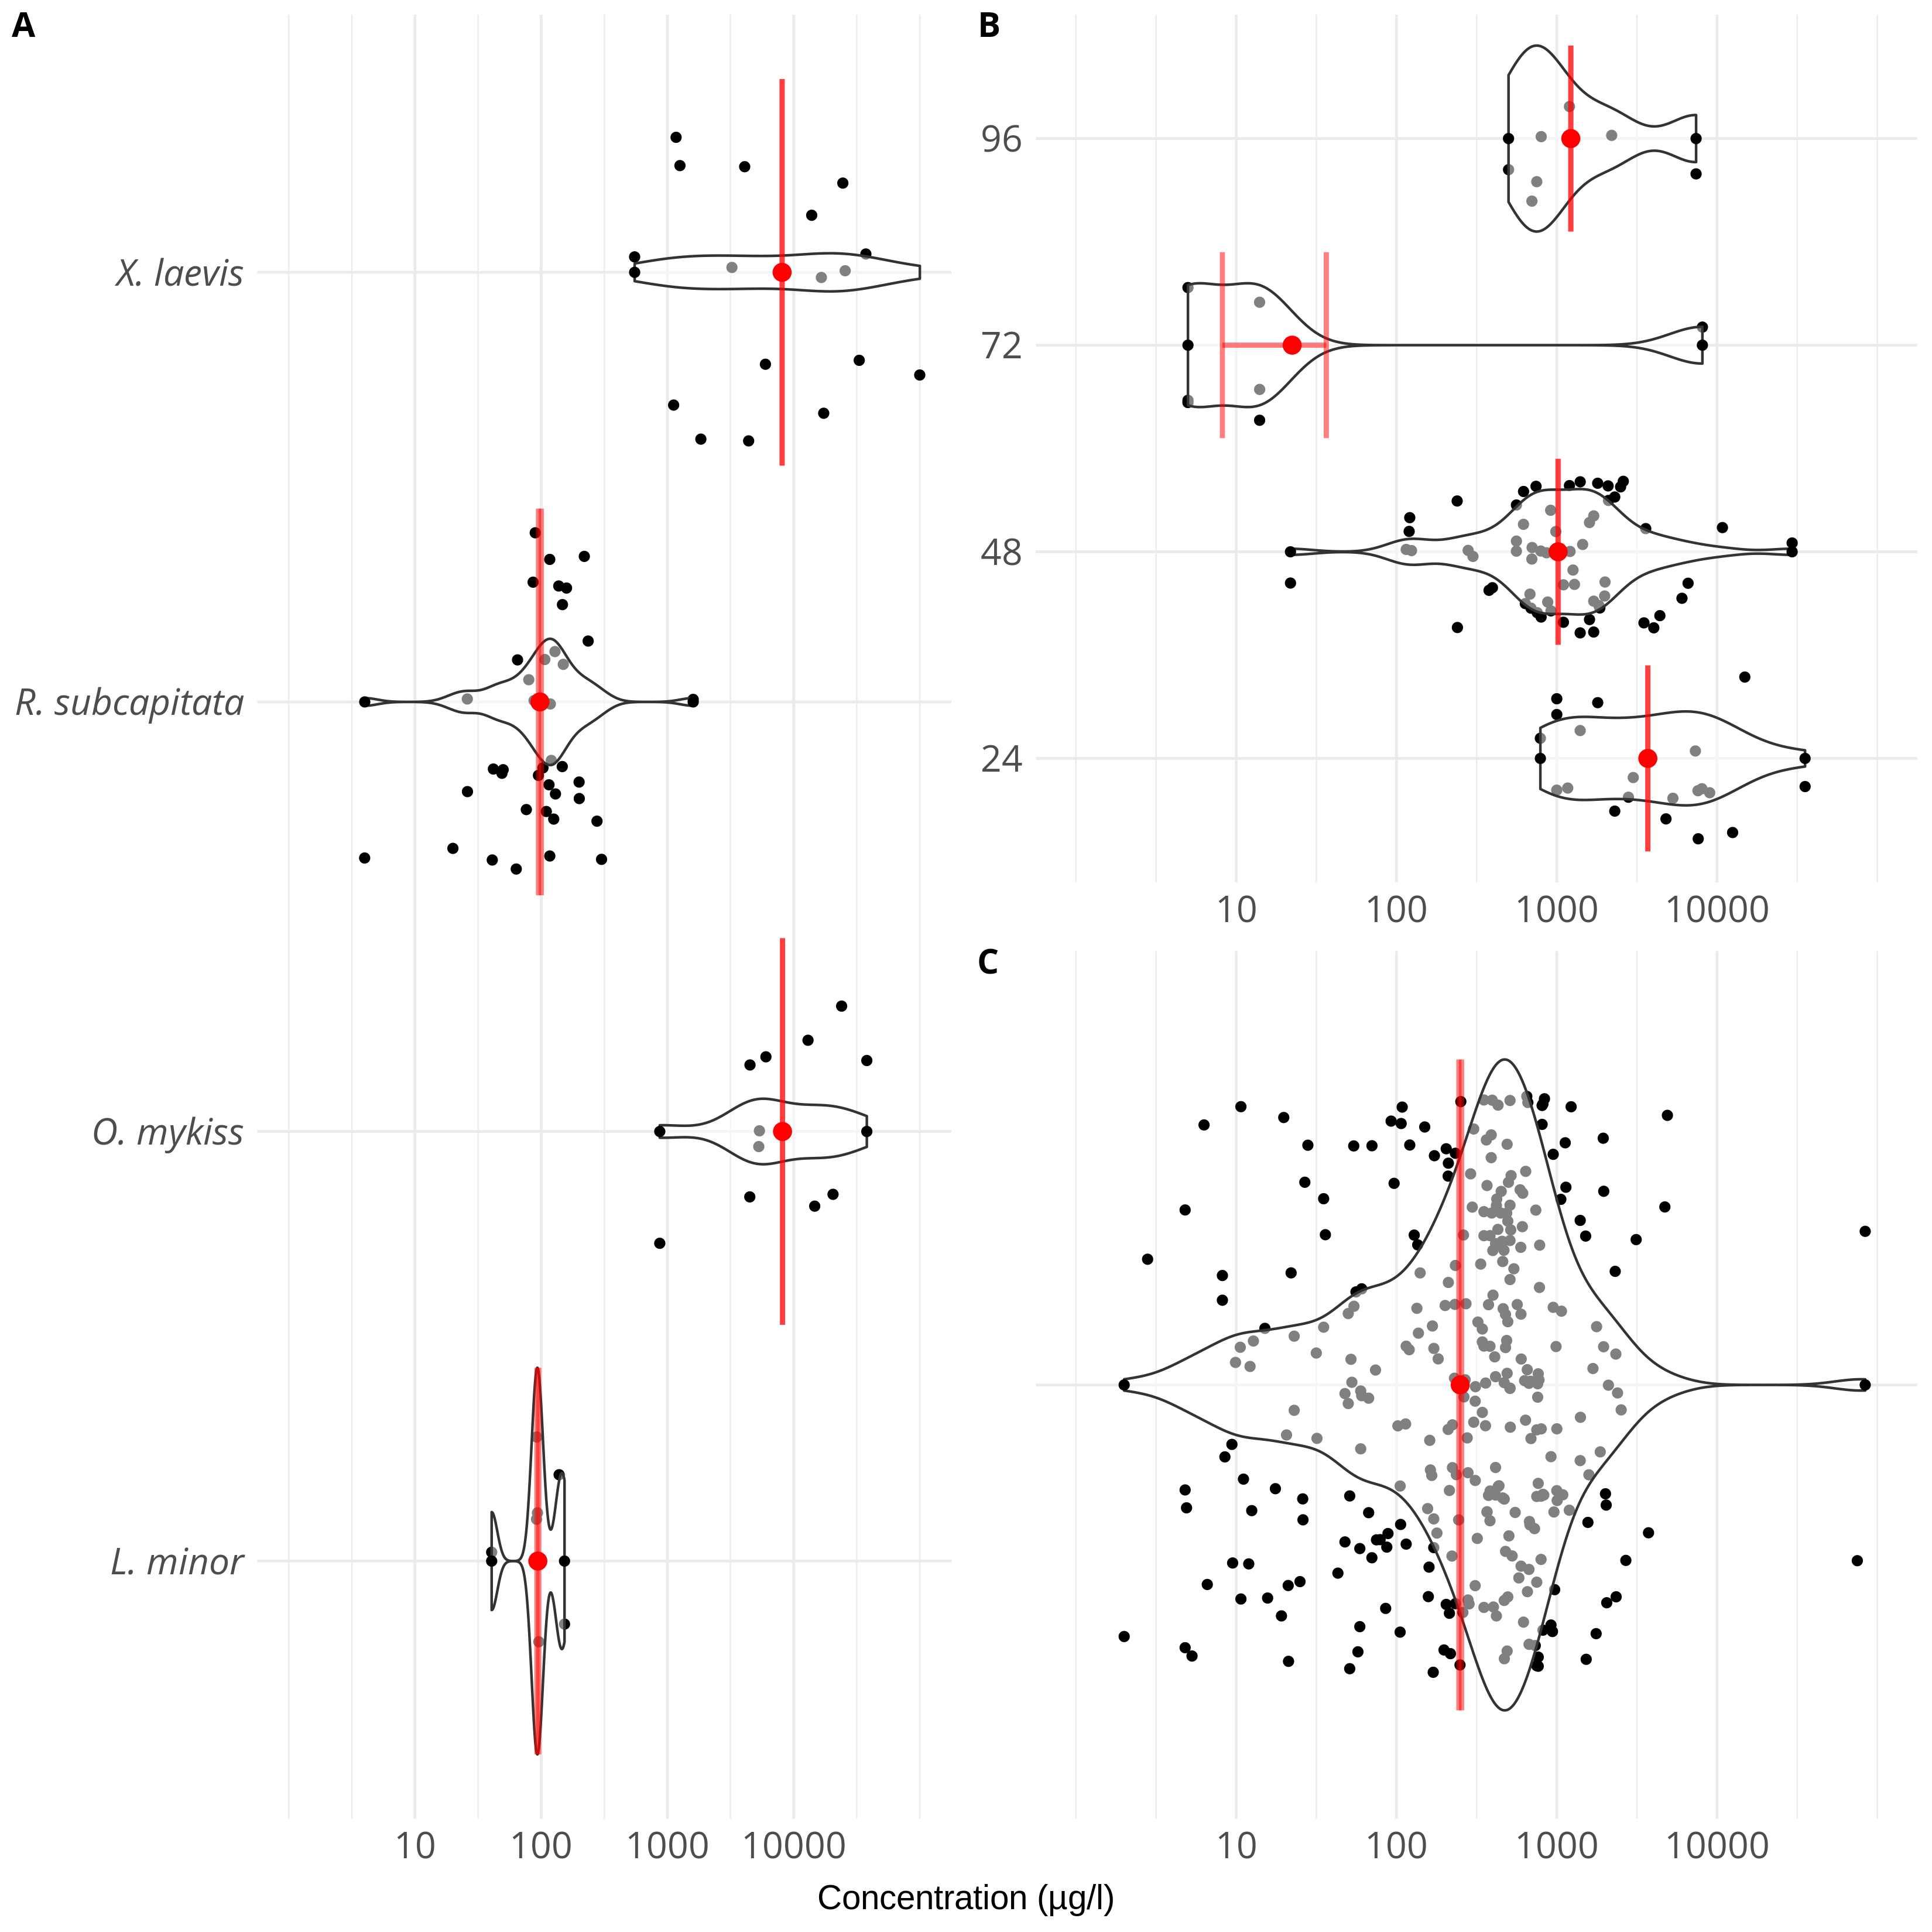 A
X. laevis
R. subcapitata
O. mykiss
L. minor
10 100 1000 10000
B
96
72
48
24
10 100 1000 10000
C
10 100 1000 10000
Concentration (µg/l)